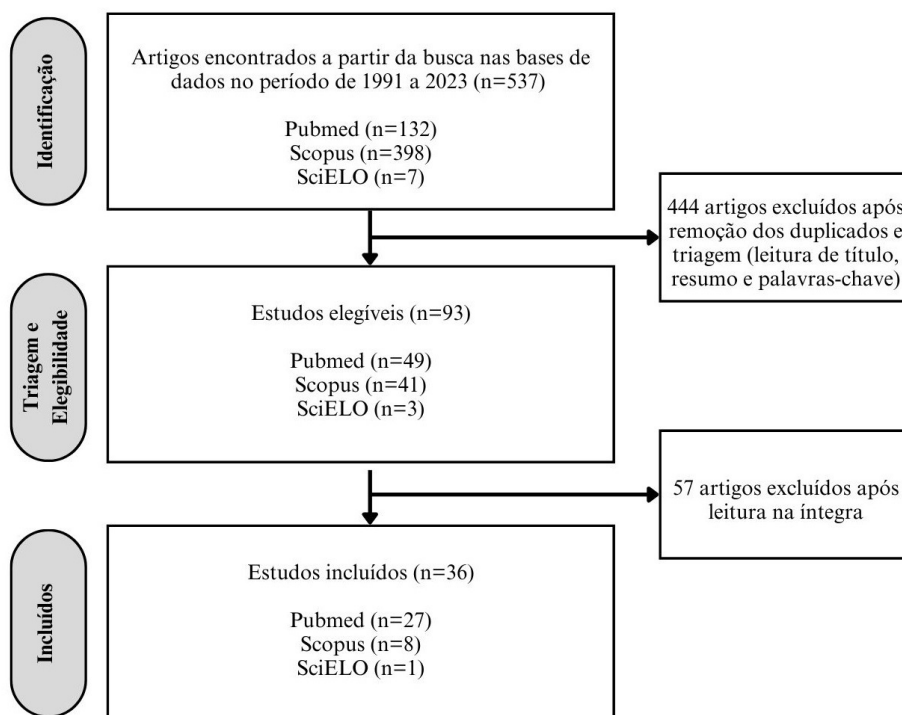 Identificação
Artigos encontrados a partir da busca nas bases de
dados no período de 1991 a 2023 (n=537)
Pubmed (n=132)
Scopus (n=398)
SciELO (n=7)
444 artigos excluídos após
remoção dos duplicados e
triagem (leitura de título,
resumo e palavras-chave)
Triagem e
Elegibilidade
Estudos elegíveis (n=93)
Pubmed (n=49)
Scopus (n=41)
SciELO (n=3)
57 artigos excluídos após
leitura na íntegra
Incluídos
Estudos incluídos (n=36)
Pubmed (n=27)
Scopus (n=8)
SciELO (n=1)